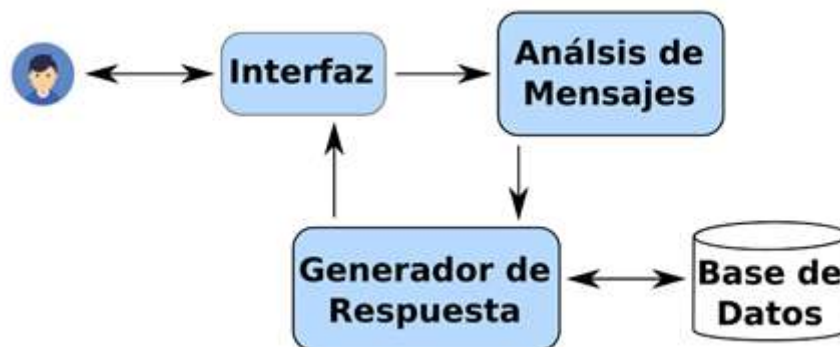 Interfaz
Análsis de
Mensajes
Generador de
Respuesta
Base de
Datos